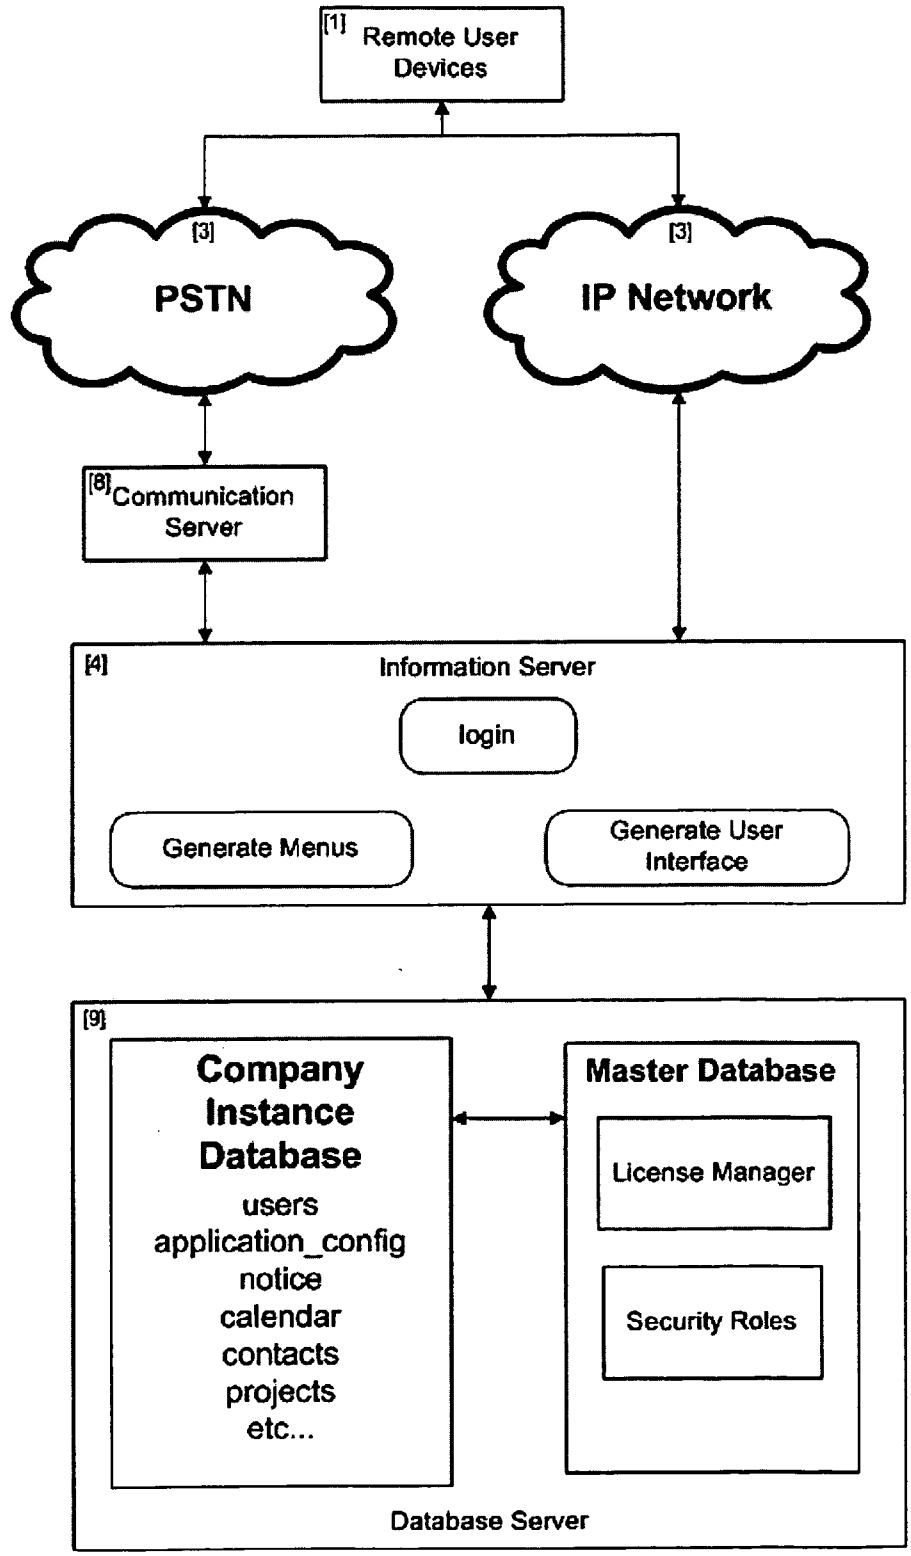 [1]
Remote User
Devices
[3]
PSTN
[3]
IP Network
[8]
Communication
Server
[4]
Information Server
login
Generate Menus
Generate User
Interface
[9]
Company
Instance
Database
users
application_config
notice
calendar
contacts
projects
etc...
Master Database
License Manager
Security Roles
Database Server